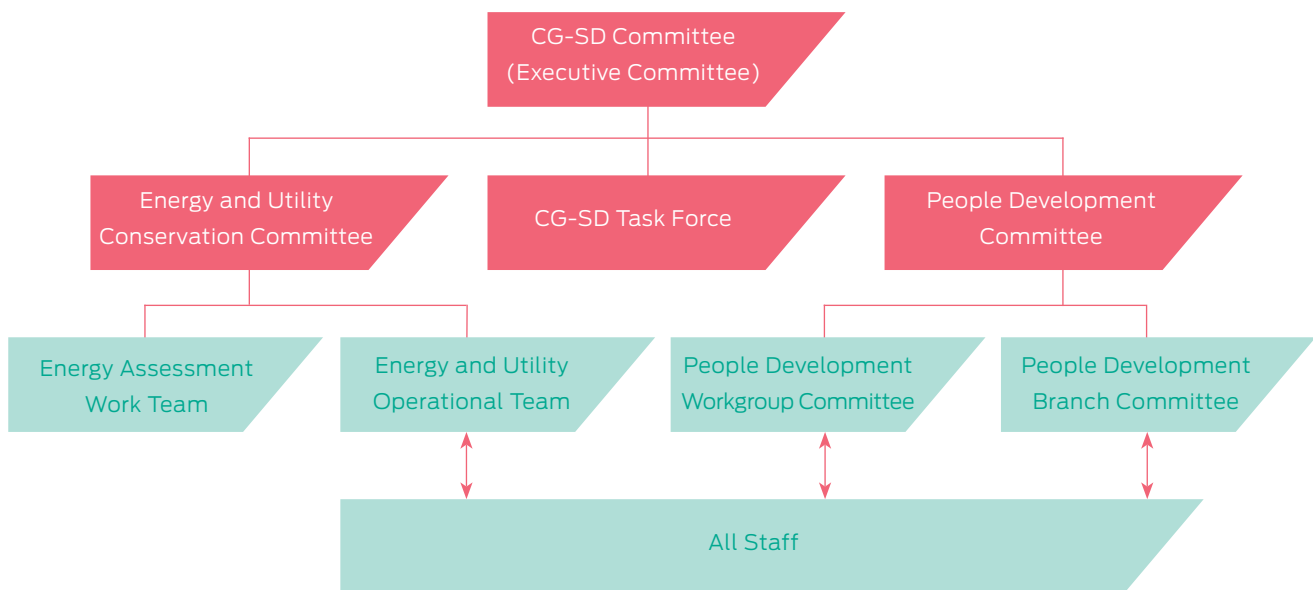 CG-SD Committee
(Executive Committee)
Energy and Utility
Conservation Committee
CG-SD Task Force
People Development
Committee
Energy Assessment
Work Team
Energy and Utility
Operational Team
People Development
Workgroup Committee
People Development
Branch Committee
All Staff